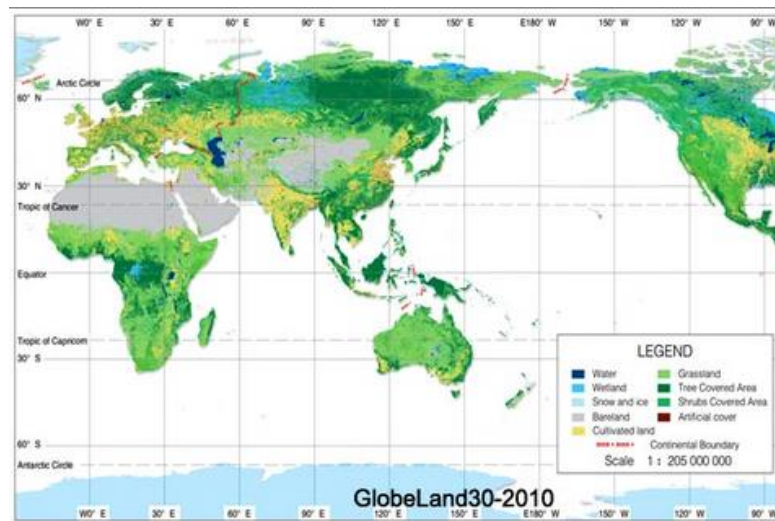 W0° E 30° E 60° E 90° E 120° E 150° E E180° W 150° W 120° W 90° W
Arctic Circle
60° N
30° N
Tropic of Cancer
Equator
Tropic of Capricorn
30° S
LEGEND
Water
Grassland
Wetland
Tree Covered Area
Snow and ice
Shrubs Covered Area
Bareland
Artificial cover
Cultivated land
Continental Boundary
Scale 1 : 205 000 000
60° S
Antarctic Circle
GlobeLand30-2010
W0° E 30° E 60° E 90° E 120° E 150° E E180° W 150° W 120° W 90° W